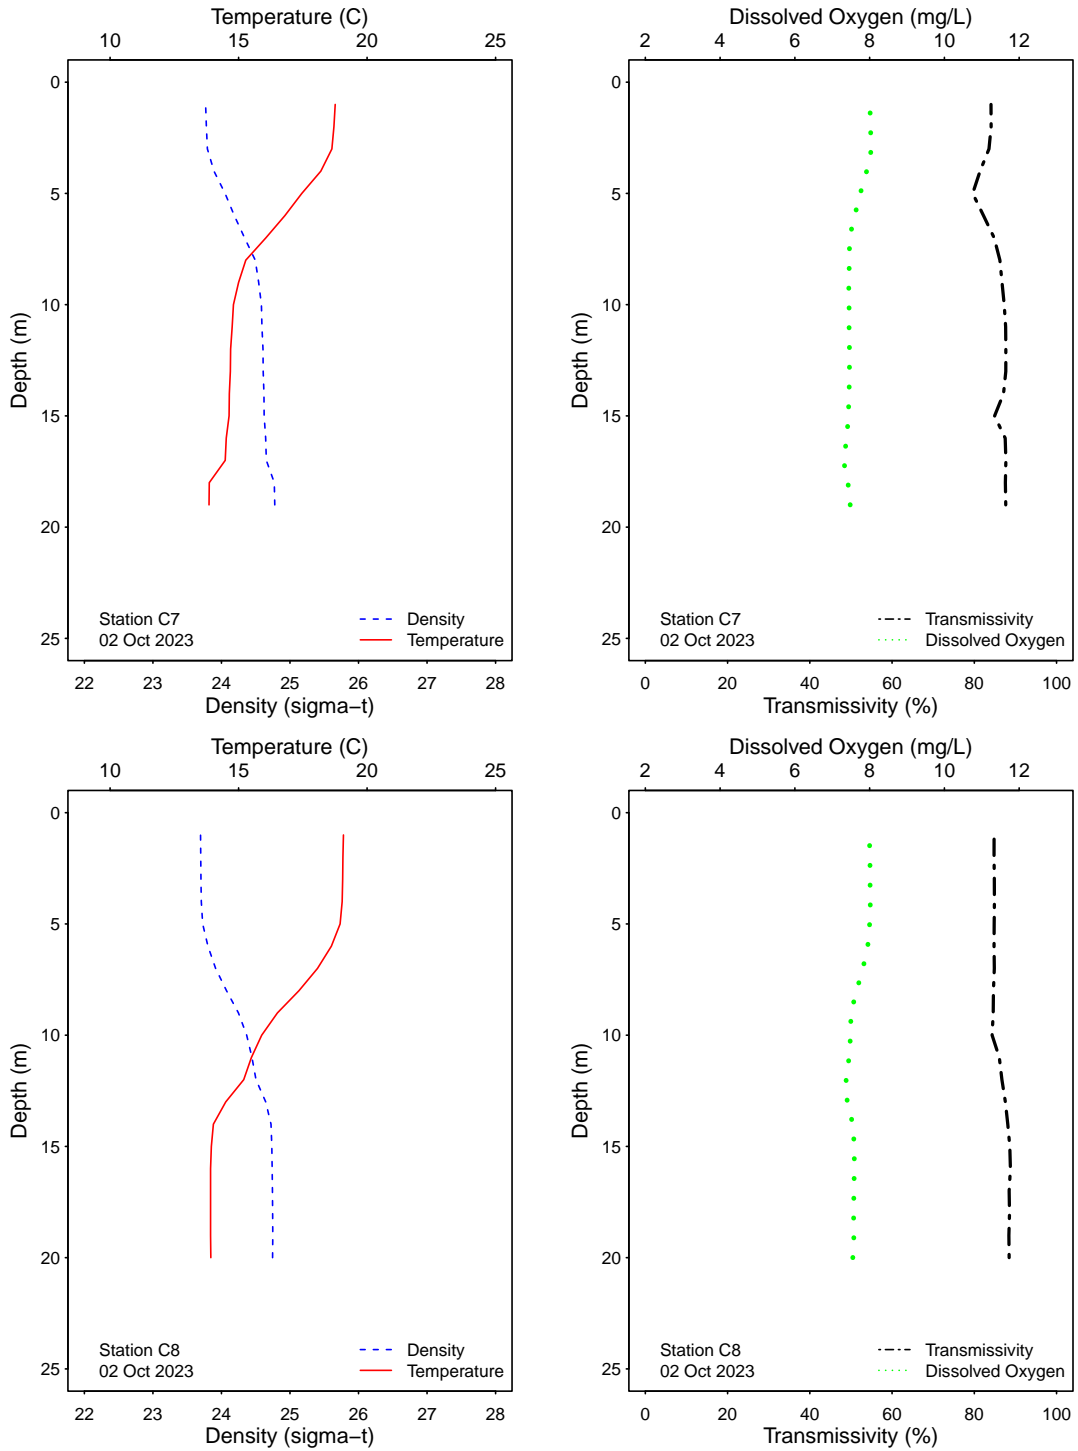 Temperature (C)
10 15 20 25
0
5
10
15
20
25
Depth (m)
Station C7
02 Oct 2023
Density
Temperature
22 23 24 25 26 27 28
Density (sigma−t)
Dissolved Oxygen (mg/L)
2 4 6 8 10 12
0
5
10
15
20
25
Depth (m)
Station C7
02 Oct 2023
Transmissivity
Dissolved Oxygen
0 20 40 60 80 100
Transmissivity (%)
Temperature (C)
10 15 20 25
0
5
10
15
20
25
Depth (m)
Station C8
02 Oct 2023
Density
Temperature
22 23 24 25 26 27 28
Density (sigma−t)
Dissolved Oxygen (mg/L)
2 4 6 8 10 12
0
5
10
15
20
25
Depth (m)
Station C8
02 Oct 2023
Transmissivity
Dissolved Oxygen
0 20 40 60 80 100
Transmissivity (%)